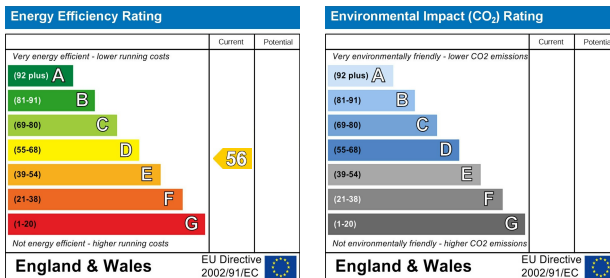 Energy Efficiency Rating
Current Potential
Very energy efficient - lower running costs
(92 plus) A
(81-91) B
(69-80) C
(55-68) D
56
(39-54) E
(21-38) F
(1-20) G
Not energy efficient - higher running costs
England & Wales
EU Directive
2002/91/EC
Environmental Impact (CO2) Rating
Current Potential
Very environmentally friendly - lower CO2 emissions
(92 plus) A
(81-91) B
(69-80) C
(55-68) D
(39-54) E
(21-38) F
(1-20) G
Not environmentally friendly - higher CO2 emissions
England & Wales
EU Directive
2002/91/EC